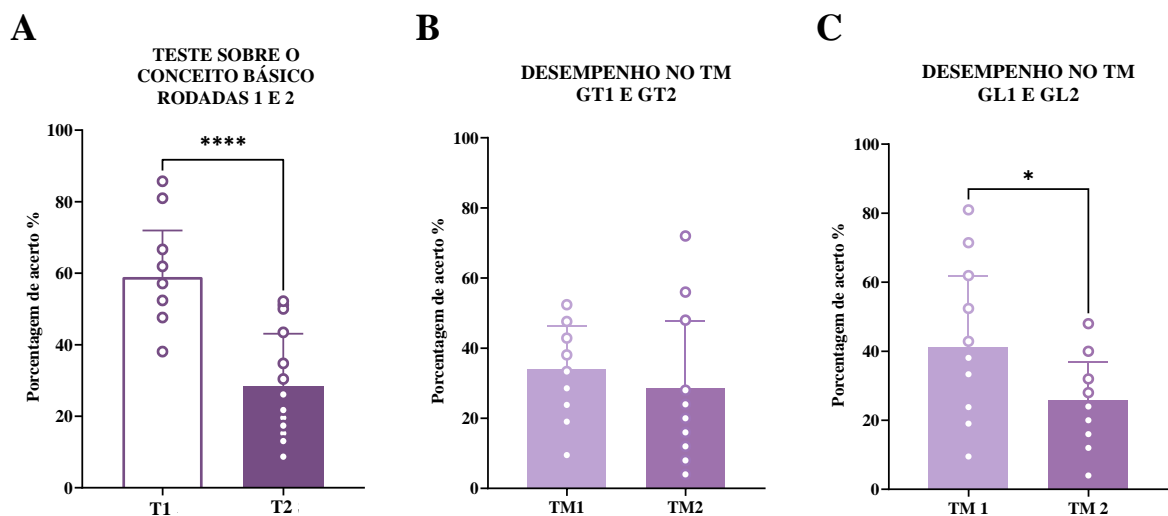 A
TESTE SOBRE O
CONCEITO BÁSICO
RODADAS 1 E 2
Porcentagem de acerto %
100
80
60
40
20
0
****
T1
T2
B
DESEMPENHO NO TM
GT1 E GT2
Porcentagem de acerto %
100
80
60
40
20
0
TM1
TM2
C
DESEMPENHO NO TM
GL1 E GL2
Porcentagem de acerto %
100
80
60
40
20
0
*
TM 1
TM 2